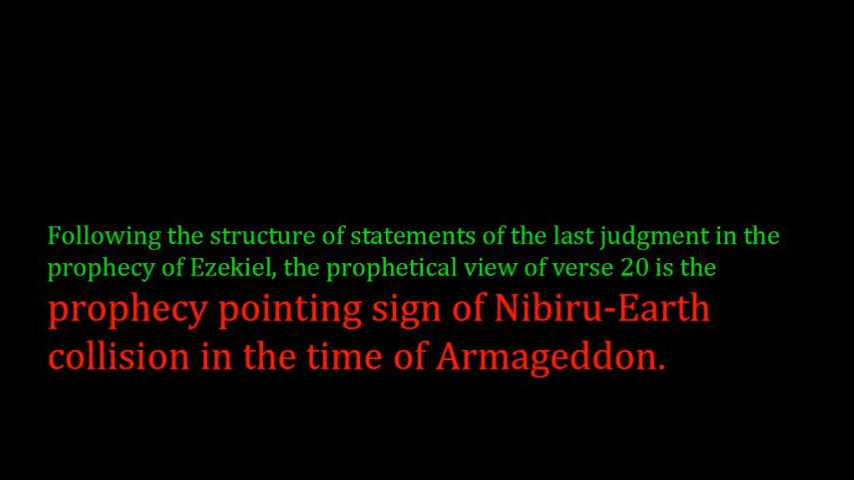 Following the structure of statements of the last judgment in the
prophecy of Ezekiel, the prophetical view of verse 20 is the
prophecy pointing sign of Nibiru-Earth
collision in the time of Armageddon.